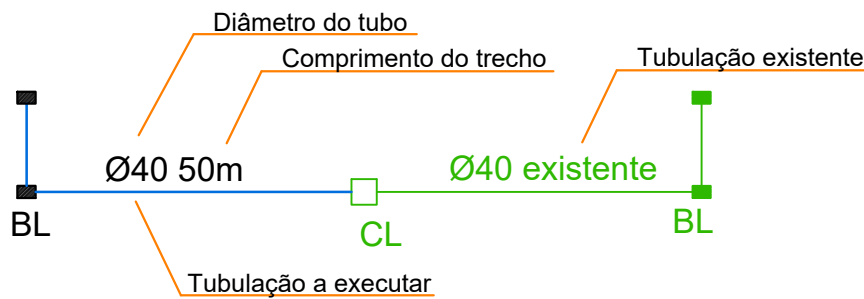 Diâmetro do tubo
Comprimento do trecho
Tubulação existente
Ø40 50m
Ø40 existente
BL
CL
BL
Tubulação a executar